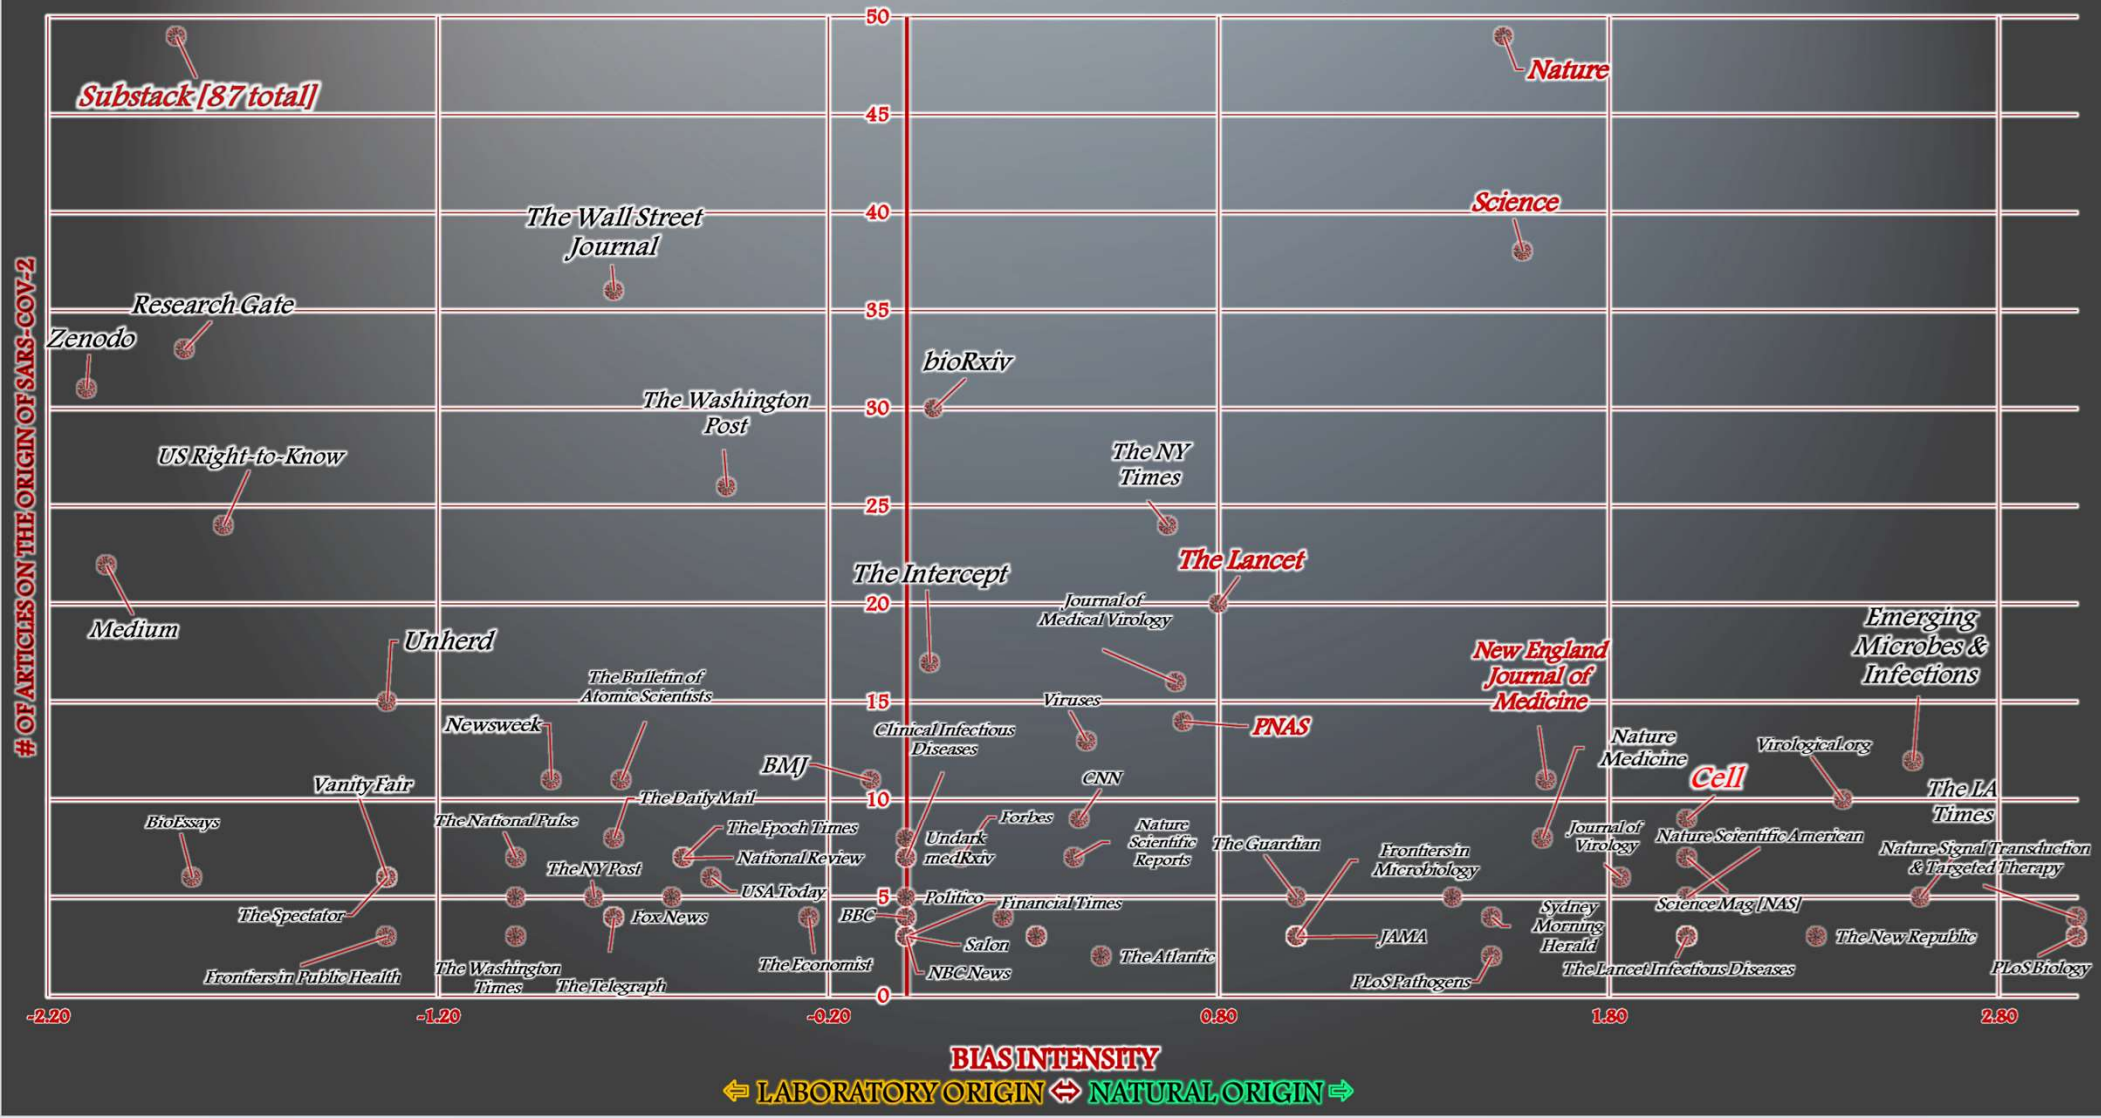 50
Substack [87 total]
Nature
45
40
The Wall Street
Journal
Science
35
Research Gate
Zenodo
bioRxiv
30
The Washington
Post
US Right-to-Know
The NY
Times
25
Medium
The Intercept
The Lancet
20
Journal of
Medical Virology
Unherd
The Bulletin of
Atomic Scientists
New England
Journal of
Medicine
Emerging
Microbes &
Infections
15
Newsweek
Viruses
PNAS
Clinical Infectious
Diseases
Nature
Medicine
Virological.org
BMJ
CNN
Cell
Vanity Fair
The Daily Mail
10
The LA
Times
BioEssays
The National Pulse
The Epoch Times
Forbes
Undark
medRxiv
Nature
Scientific
Reports
The Guardian
Journal of
Virology
Nature Scientific American
National Review
Frontiers in
Microbiology
Nature Signal Transduction
& Targeted Therapy
The NY Post
USA Today
5
Politico
Financial Times
Science Mag [NAS]
The Spectator
Fox News
BBC
Sydney
Morning
Herald
Salon
JAMA
The New Republic
Frontiers in Public Health
The Washington
Times
The Telegraph
The Economist
NBC News
The Atlantic
PLoS Pathogens
The Lancet Infectious Diseases
PLoS Biology
0
# OF ARTICLES ON THE ORIGIN OF SARS-COV-2
-2.20
-1.20
-0.20
0.80
1.80
2.80
BIAS INTENSITY
⇦ LABORATORY ORIGIN ⇔ NATURAL ORIGIN ⇨